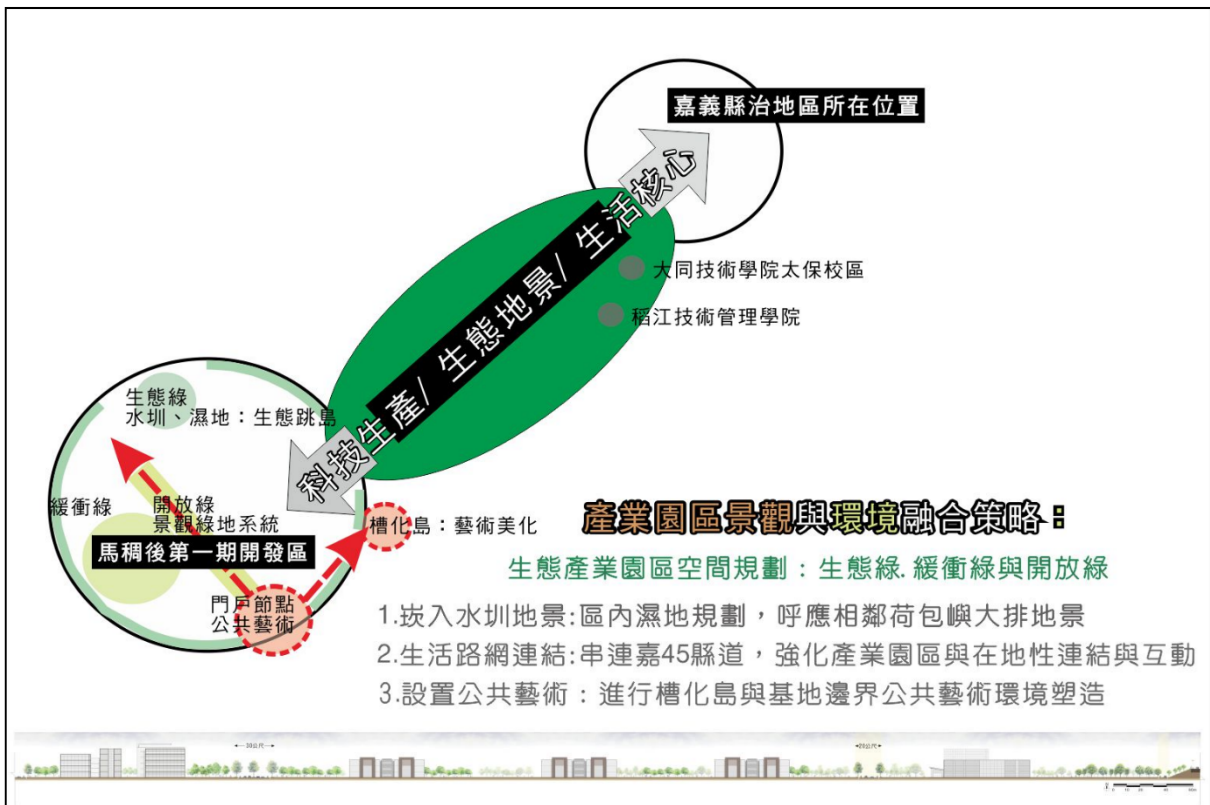 嘉義縣治地區所在位置
科技生產/ 生態地景/ 生活核心
大同技術學院太保校區
稻江技術管理學院
生態綠
水圳、濕地：生態跳島
緩衝綠
開放綠
景觀綠地系統
馬稠後第一期開發區
槽化島：藝術美化
門戶節點
公共藝術
產業園區景觀與環境融合策略：
生態產業園區空間規劃：生態綠.緩衝綠與開放綠
1.崁入水圳地景:區內濕地規劃，呼應相鄰荷包嶼大排地景
2.生活路網連結:串連嘉45縣道，強化產業園區與在地性連結與互動
3.設置公共藝術：進行槽化島與基地邊界公共藝術環境塑造
30公尺
20公尺